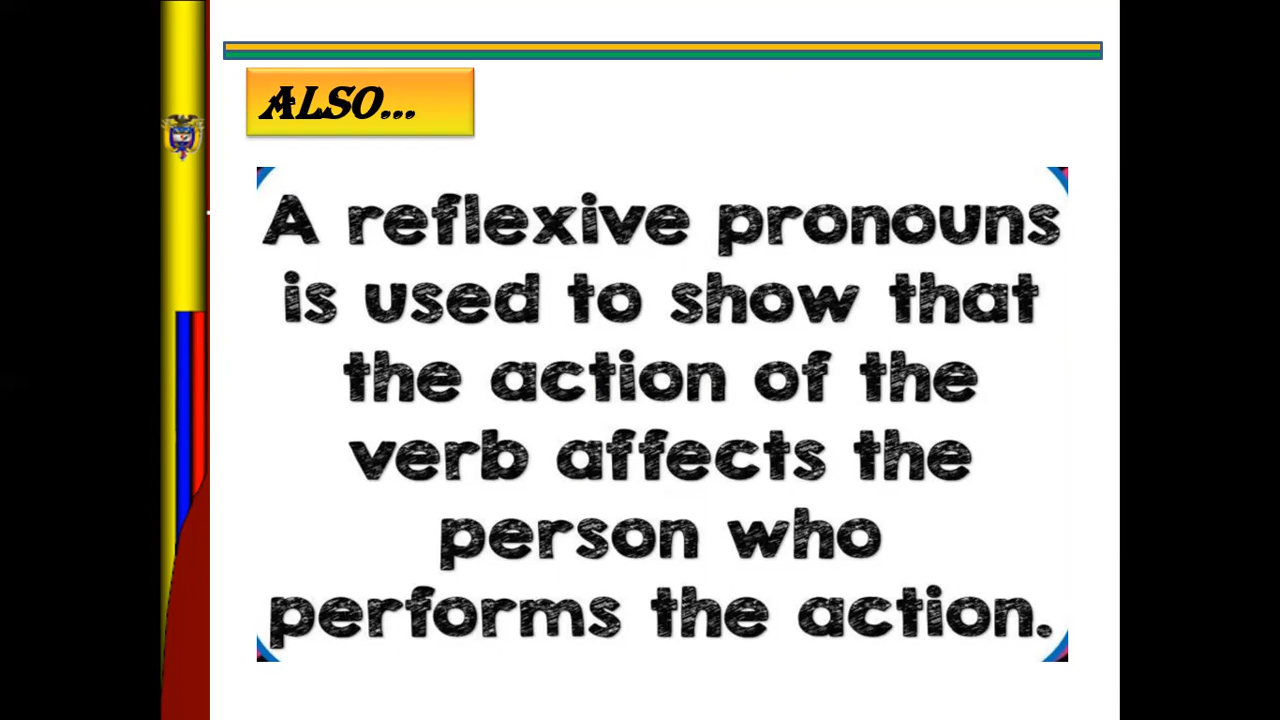 ALSO...
A reflexive pronouns
is used to show that
the action of the
verb affects the
person who
performs the action.